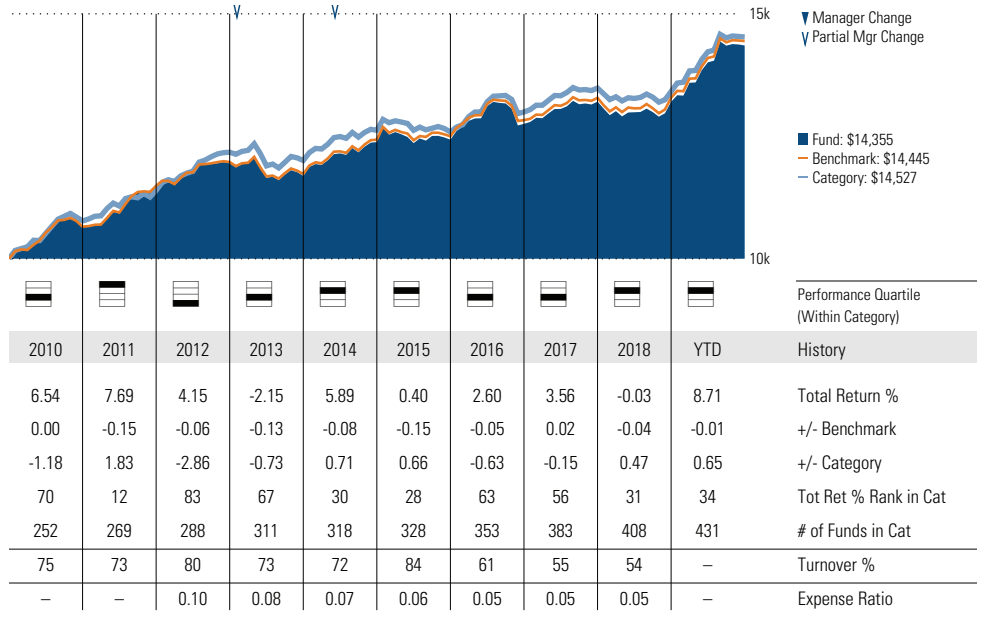 15k
Manager Change
Partial Mgr Change
Fund: $14,355
Benchmark: $14,445
Category: $14,527
10k
Performance Quartile
(Within Category)
2010 2011 2012 2013 2014 2015 2016 2017 2018 YTD History
6.54 7.69 4.15 -2.15 5.89 0.40 2.60 3.56 -0.03 8.71 Total Return %
0.00 -0.15 -0.06 -0.13 -0.08 -0.15 -0.05 0.02 -0.04 -0.01 +/- Benchmark
-1.18 1.83 -2.86 -0.73 0.71 0.66 -0.63 -0.15 0.47 0.65 +/- Category
70 12 83 67 30 28 63 56 31 34 Tot Ret % Rank in Cat
252 269 288 311 318 328 353 383 408 431 # of Funds in Cat
75 73 80 73 72 84 61 55 54 – Turnover %
– – 0.10 0.08 0.07 0.06 0.05 0.05 0.05 – Expense Ratio